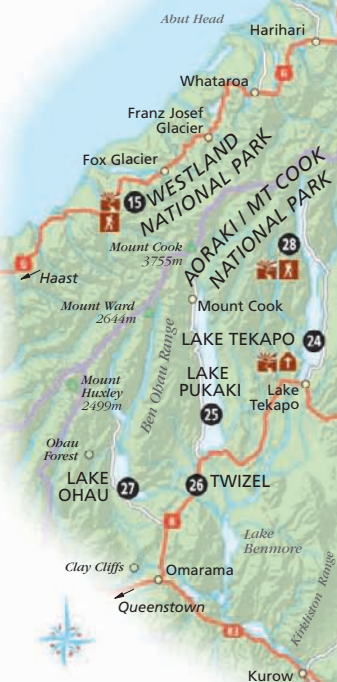 Abut Head
Harihari
6
Whataroa
Franz Josef
Glacier
Fox Glacier
15
WESTLAND
NATIONAL PARK
AORAKI / MT COOK
NATIONAL PARK
28
6
Haast
Mount Cook
3755m
Mount Cook
Mount Ward
2644m
LAKE TEKAPO
24
Ben Ohau Range
LAKE
PUKAKI
25
Lake
Tekapo
Mount
Huxley
2499m
Ohau
Forest
LAKE
OHAU
27
26
TWIZEL
8
Lake
Benmore
Clay Cliffs
Omarama
Queenstown
83
Kirkliston Range
Kurow